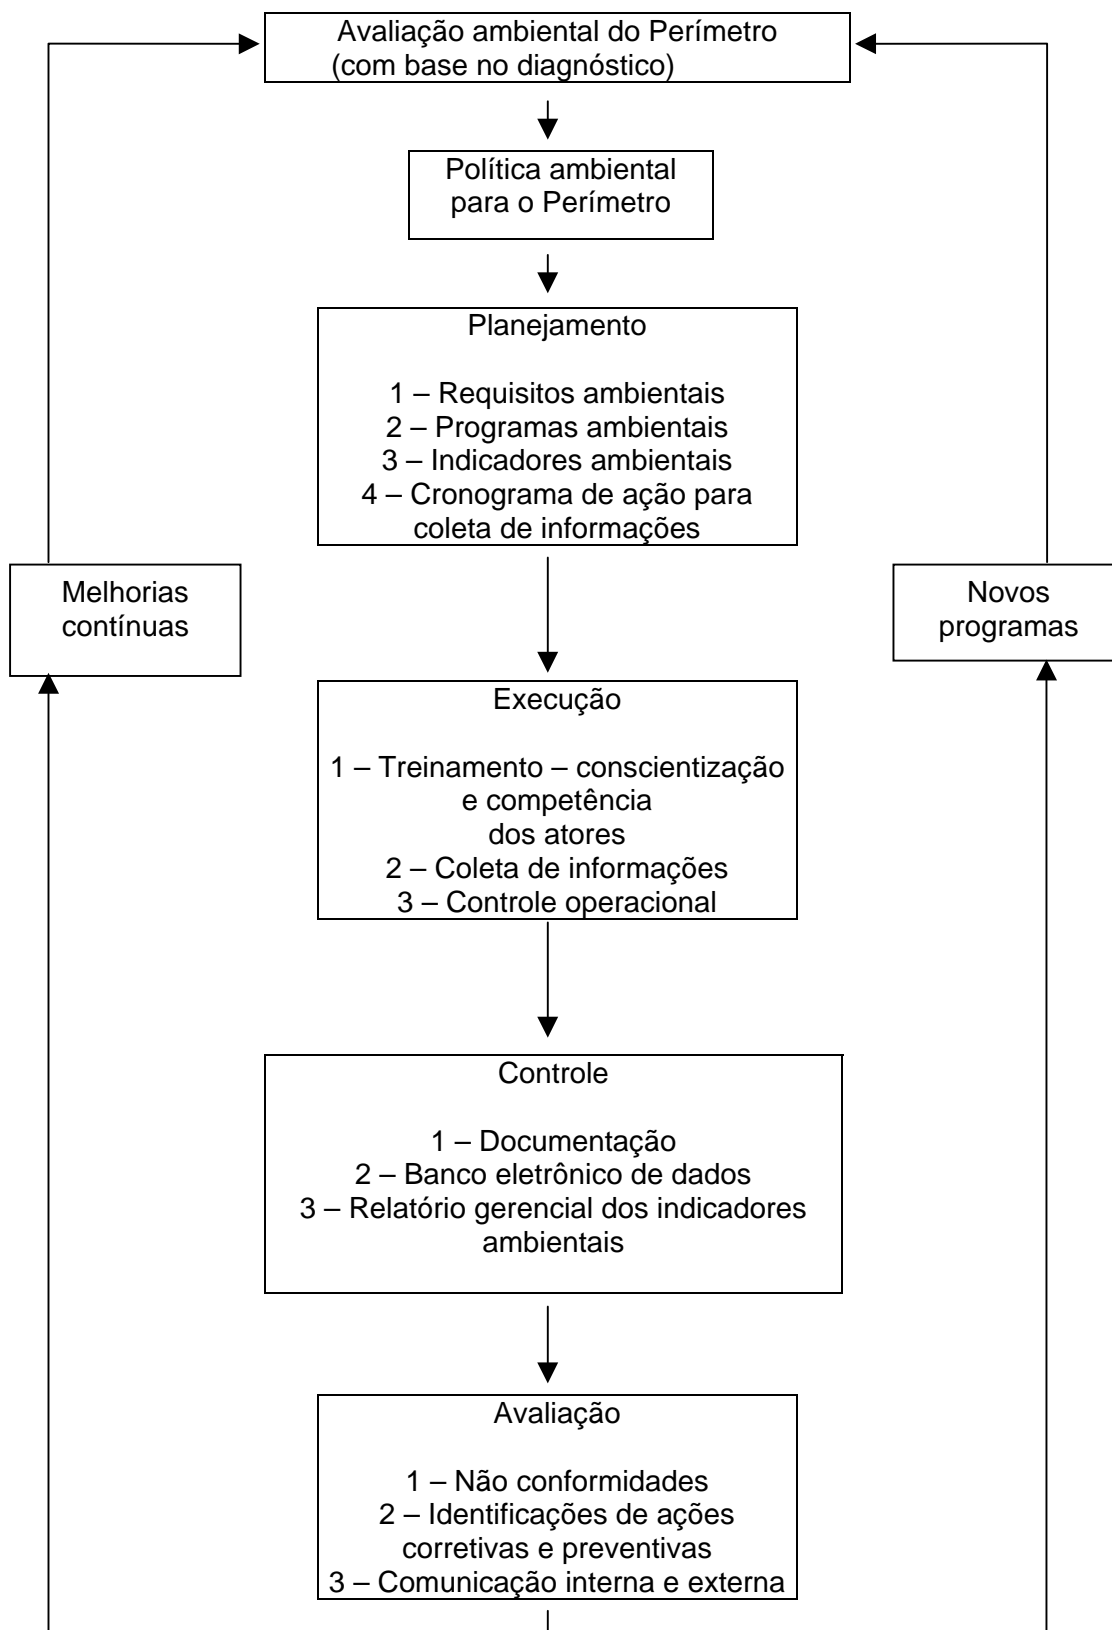 Avaliação ambiental do Perímetro
(com base no diagnóstico)
Política ambiental
para o Perímetro
Planejamento
1 – Requisitos ambientais
2 – Programas ambientais
3 – Indicadores ambientais
4 – Cronograma de ação para
coleta de informações
Melhorias
contínuas
Novos
programas
Execução
1 – Treinamento – conscientização
e competência
dos atores
2 – Coleta de informações
3 – Controle operacional
Controle
1 – Documentação
2 – Banco eletrônico de dados
3 – Relatório gerencial dos indicadores
ambientais
Avaliação
1 – Não conformidades
2 – Identificações de ações
corretivas e preventivas
3 – Comunicação interna e externa